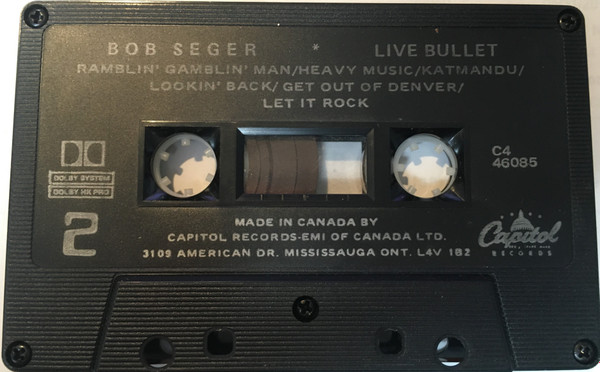 BOB SEGER * LIVE BULLET
RAMBLIN' GAMBLIN' MAN/HEAVY MUSIC/KATMANDU/
LOOKIN' BACK/ GET OUT OF DENVER/
LET IT ROCK
C4
46085
DOLBY SYSTEM
DOLBY HX PRO
2
MADE IN CANADA BY
CAPITOL RECORDS-EMI OF CANADA LTD.
3109 AMERICAN DR. MISSISSAUGA ONT. L4V 1B2
Capitol
RECORDS